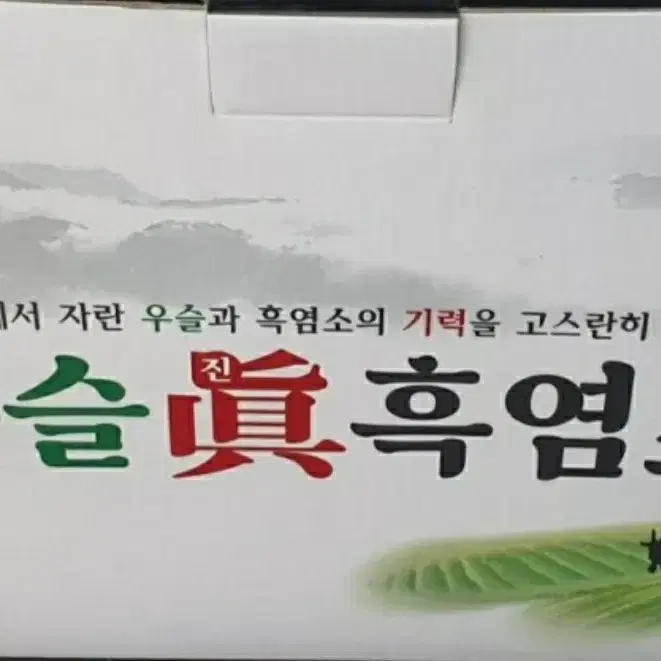 에서 자란 우슬과 흑염소의 기력을 고스란히
슬眞진흑염